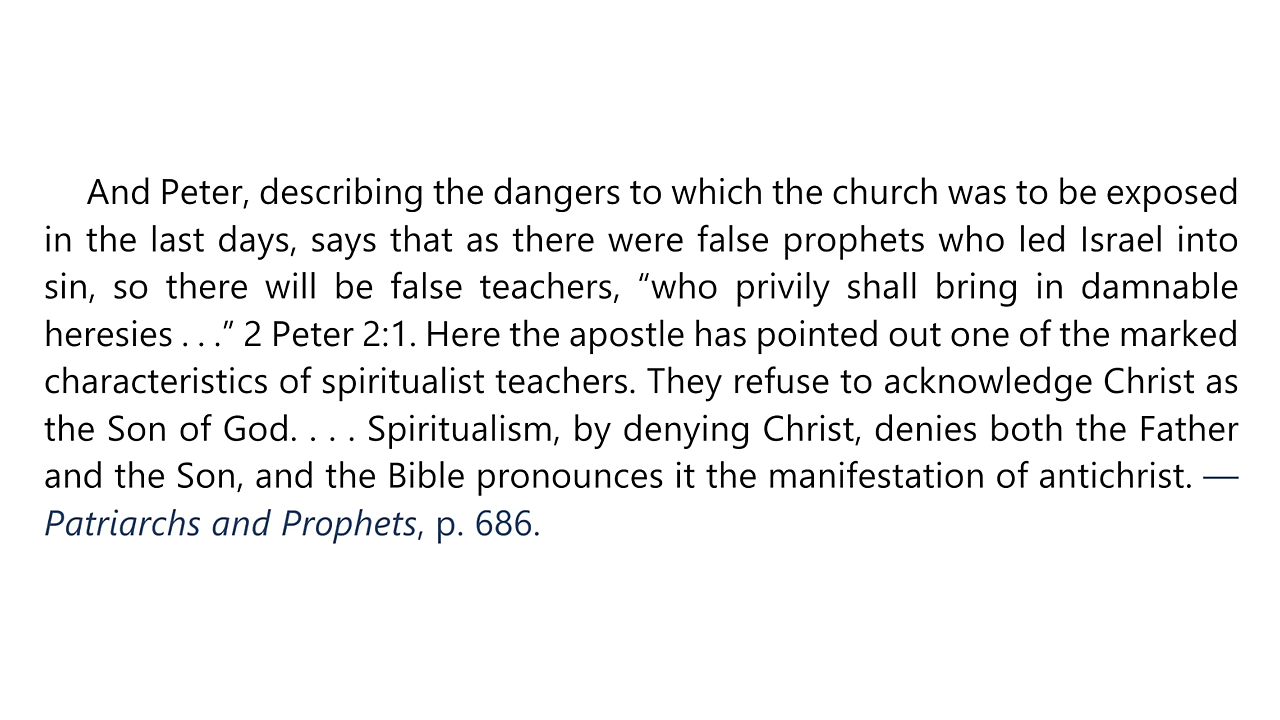 And Peter, describing the dangers to which the church was to be exposed
in the last days, says that as there were false prophets who led Israel into
sin, so there will be false teachers, “who privily shall bring in damnable
heresies . . .” 2 Peter 2:1. Here the apostle has pointed out one of the marked
characteristics of spiritualist teachers. They refuse to acknowledge Christ as
the Son of God. . . . Spiritualism, by denying Christ, denies both the Father
and the Son, and the Bible pronounces it the manifestation of antichrist. —
Patriarchs and Prophets, p. 686.